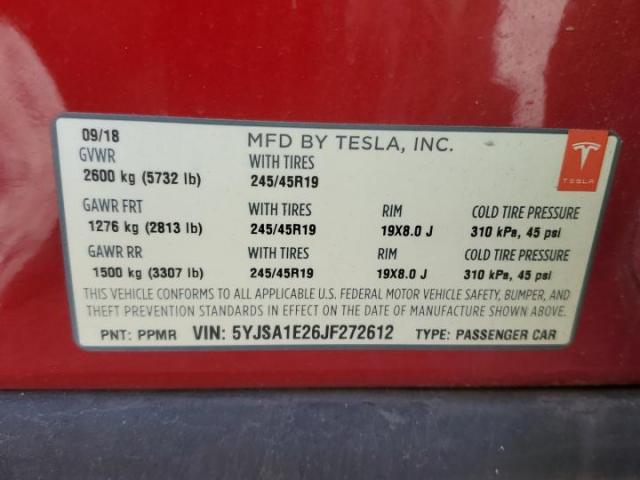 09/18 MFD BY TESLA, INC.
GVWR WITH TIRES
2600 kg (5732 lb) 245/45R19
TESLA
GAWR FRT WITH TIRES RIM COLD TIRE PRESSURE
1276 kg (2813 lb) 245/45R19 19X8.0 J 310 kPa, 45 psi
GAWR RR WITH TIRES RIM COLD TIRE PRESSURE
1500 kg (3307 lb) 245/45R19 19X8.0 J 310 kPa, 45 psi
THIS VEHICLE CONFORMS TO ALL APPLICABLE U.S. FEDERAL MOTOR VEHICLE SAFETY, BUMPER, AND
THEFT PREVENTION STANDARDS IN EFFECT ON THE DATE OF MANUFACTURE SHOWN ABOVE.
PNT: PPMR VIN: 5YJSA1E26JF272612 TYPE: PASSENGER CAR